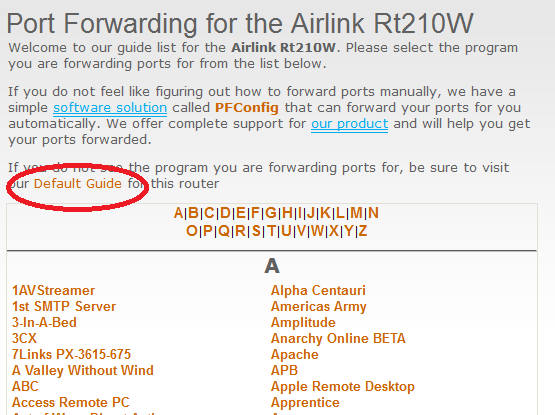 Port Forwarding for the Airlink Rt210W
Welcome to our guide list for the Airlink Rt210W. Please select the program
you are forwarding ports for from the list below.
If you do not feel like figuring out how to forward ports manually, we have a
simple software solution called PFConfig that can forward your ports for you
automatically. We offer complete support for our product and will help you get
your ports forwarded.
If you do not see the program you are forwarding ports for, be sure to visit
our Default Guide for this router
A|B|C|D|E|F|G|H|I|J|K|L|M|N
O|P|Q|R|S|T|U|V|W|X|Y|Z
A
1AVStreamer
1st SMTP Server
3-In-A-Bed
3CX
7Links PX-3615-675
A Valley Without Wind
ABC
Access Remote PC
Alpha Centauri
Americas Army
Amplitude
Anarchy Online BETA
Apache
APB
Apple Remote Desktop
Apprentice